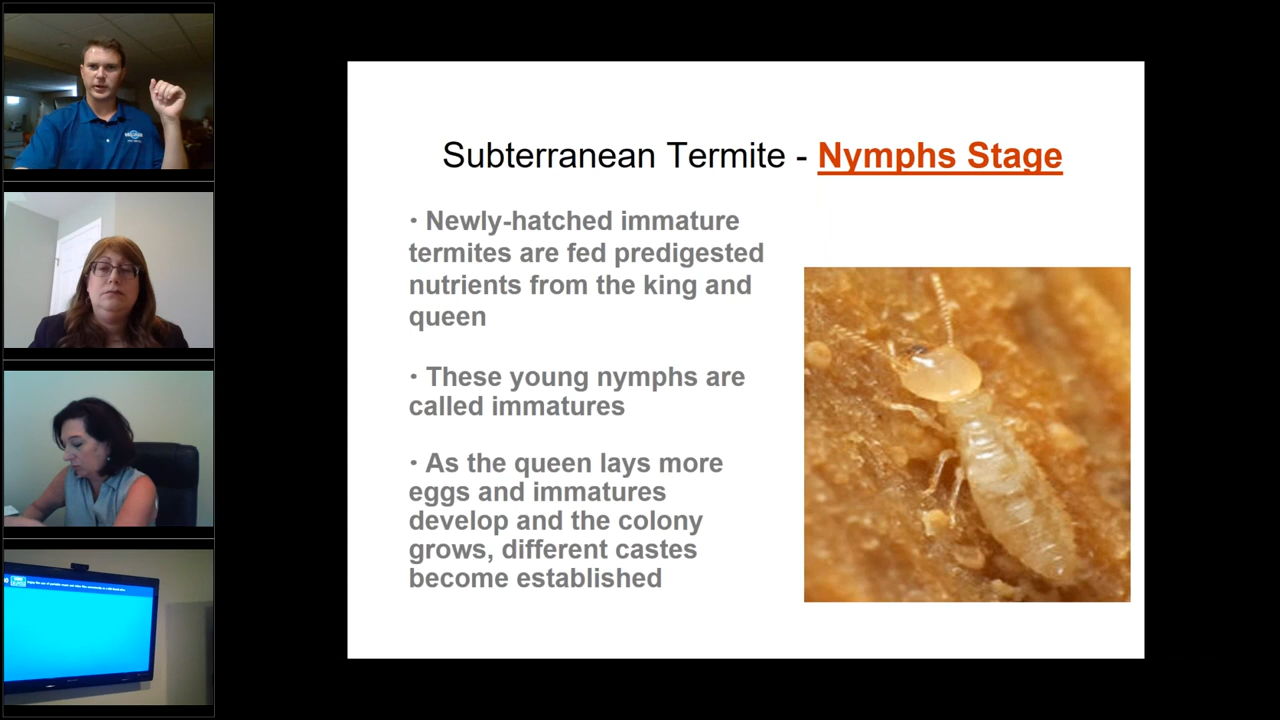 Subterranean Termite - Nymphs Stage
· Newly-hatched immature
termites are fed predigested
nutrients from the king and
queen
· These young nymphs are
called immatures
· As the queen lays more
eggs and immatures
develop and the colony
grows, different castes
become established